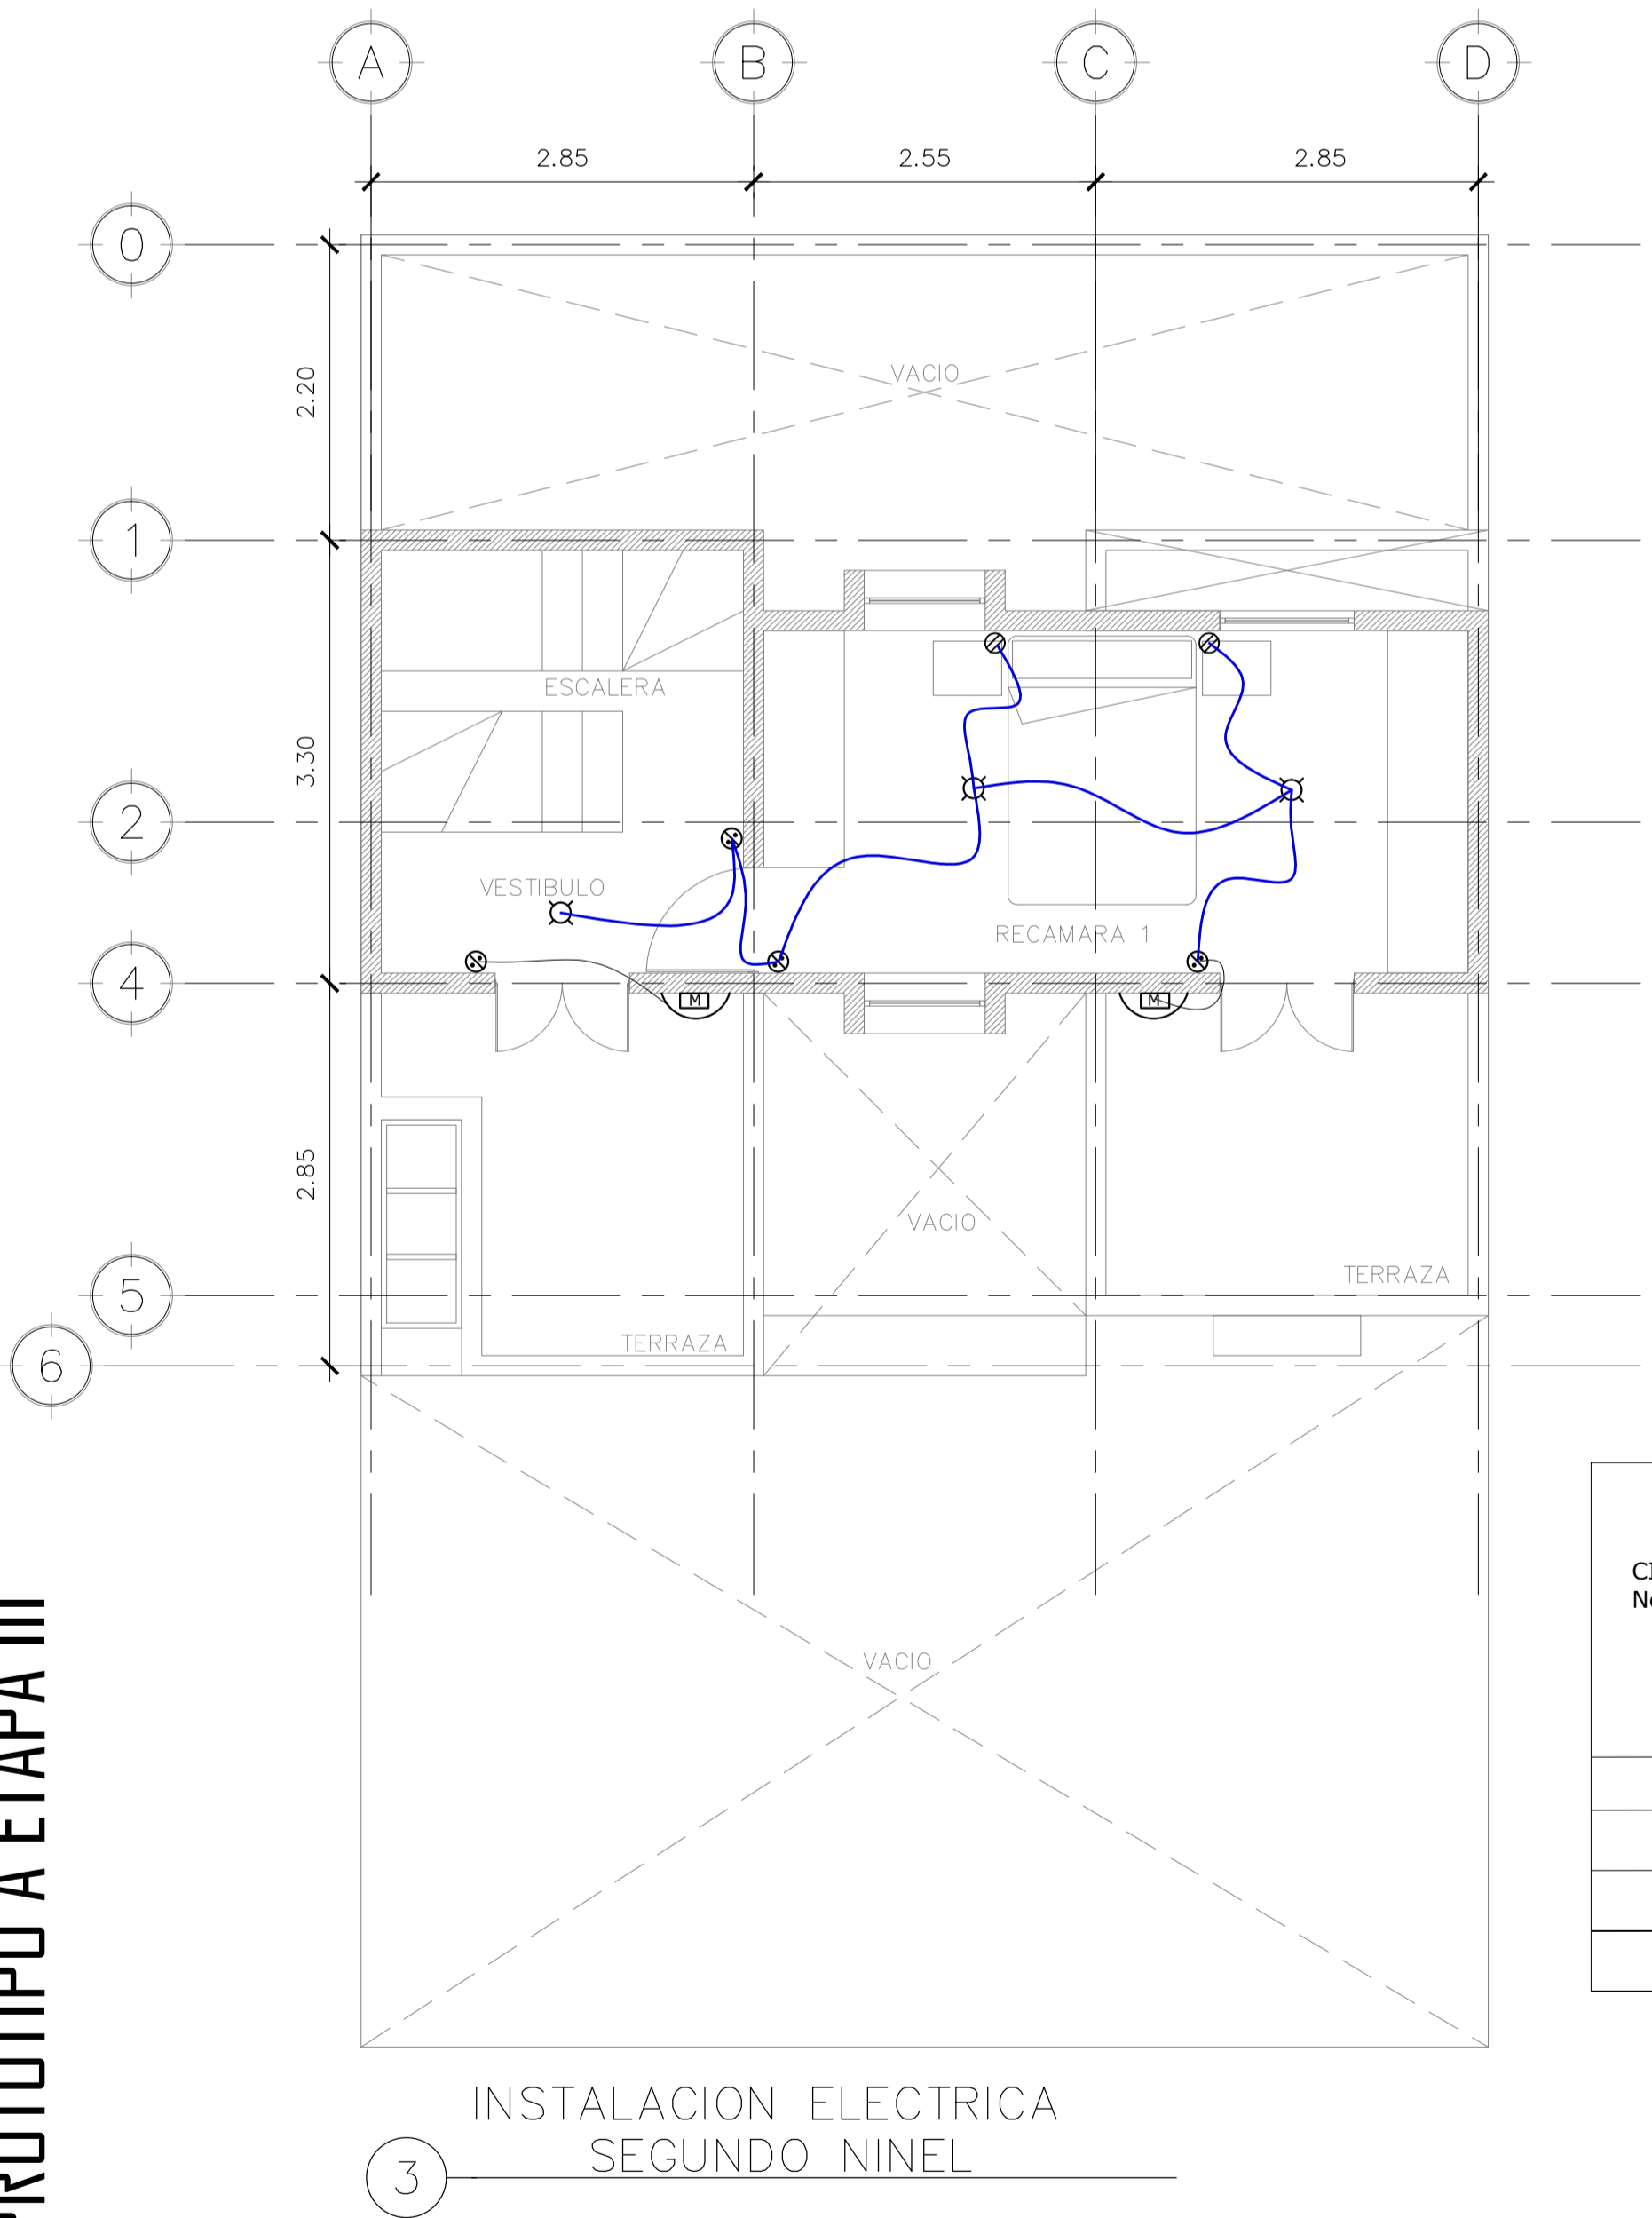 A
B
C
D
2.85
2.55
2.85
0
2.20
VACIO
1
ESCALERA
3.30
2
VESTIBULO
RECAMARA 1
4
M
M
2.85
VACIO
TERRAZA
5
TERRAZA
6
VACIO
PROTOTIPO A ETAPA III
INSTALACION ELECTRICA
SEGUNDO NINEL
3